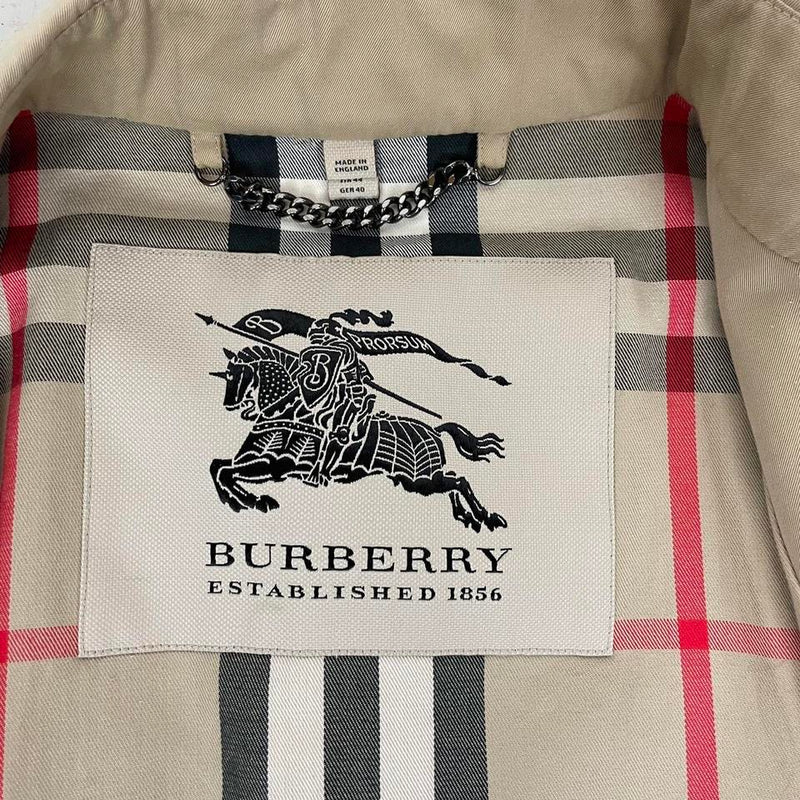 MADE IN
ENGLAND
GER 40
B
PRORSUM
B
BURBERRY
ESTABLISHED 1856